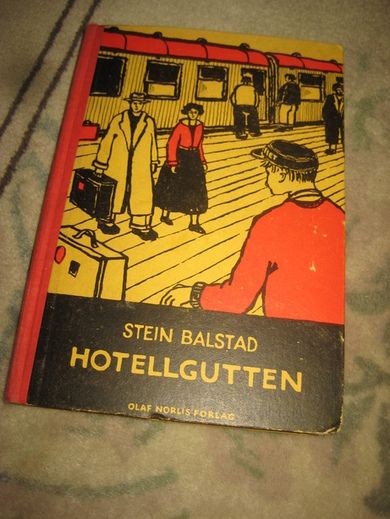 STEIN BALSTAD
HOTELLGUTTEN
OLAF NORLIS FORLAG